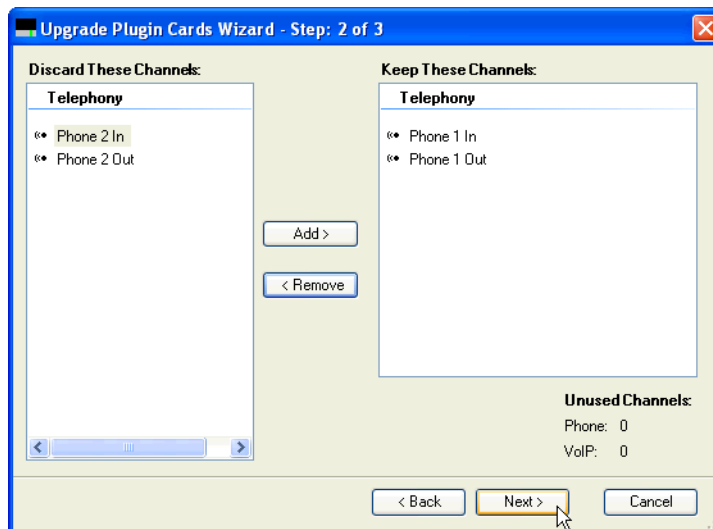 Upgrade Plugin Cards Wizard - Step: 2 of 3
Discard These Channels:
Telephony
Phone 2 In
Phone 2 Out
Add >
< Remove
Keep These Channels:
Telephony
Phone 1 In
Phone 1 Out
Unused Channels:
Phone: 0
VoIP: 0
< Back
Next >
Cancel